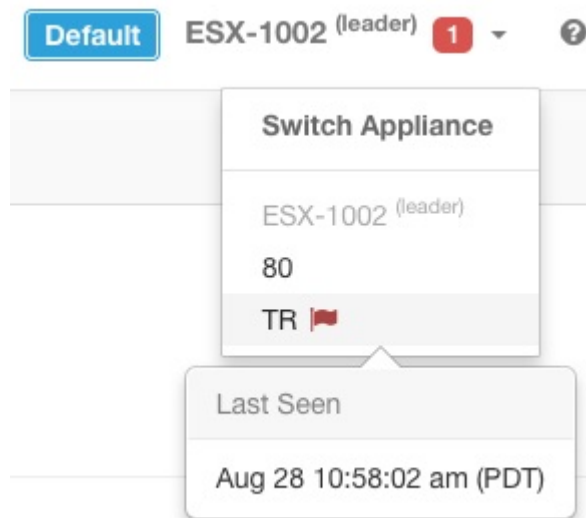 Default ESX-1002 (leader) 1
Switch Appliance
ESX-1002 (leader)
80
TR
Last Seen
Aug 28 10:58:02 am (PDT)